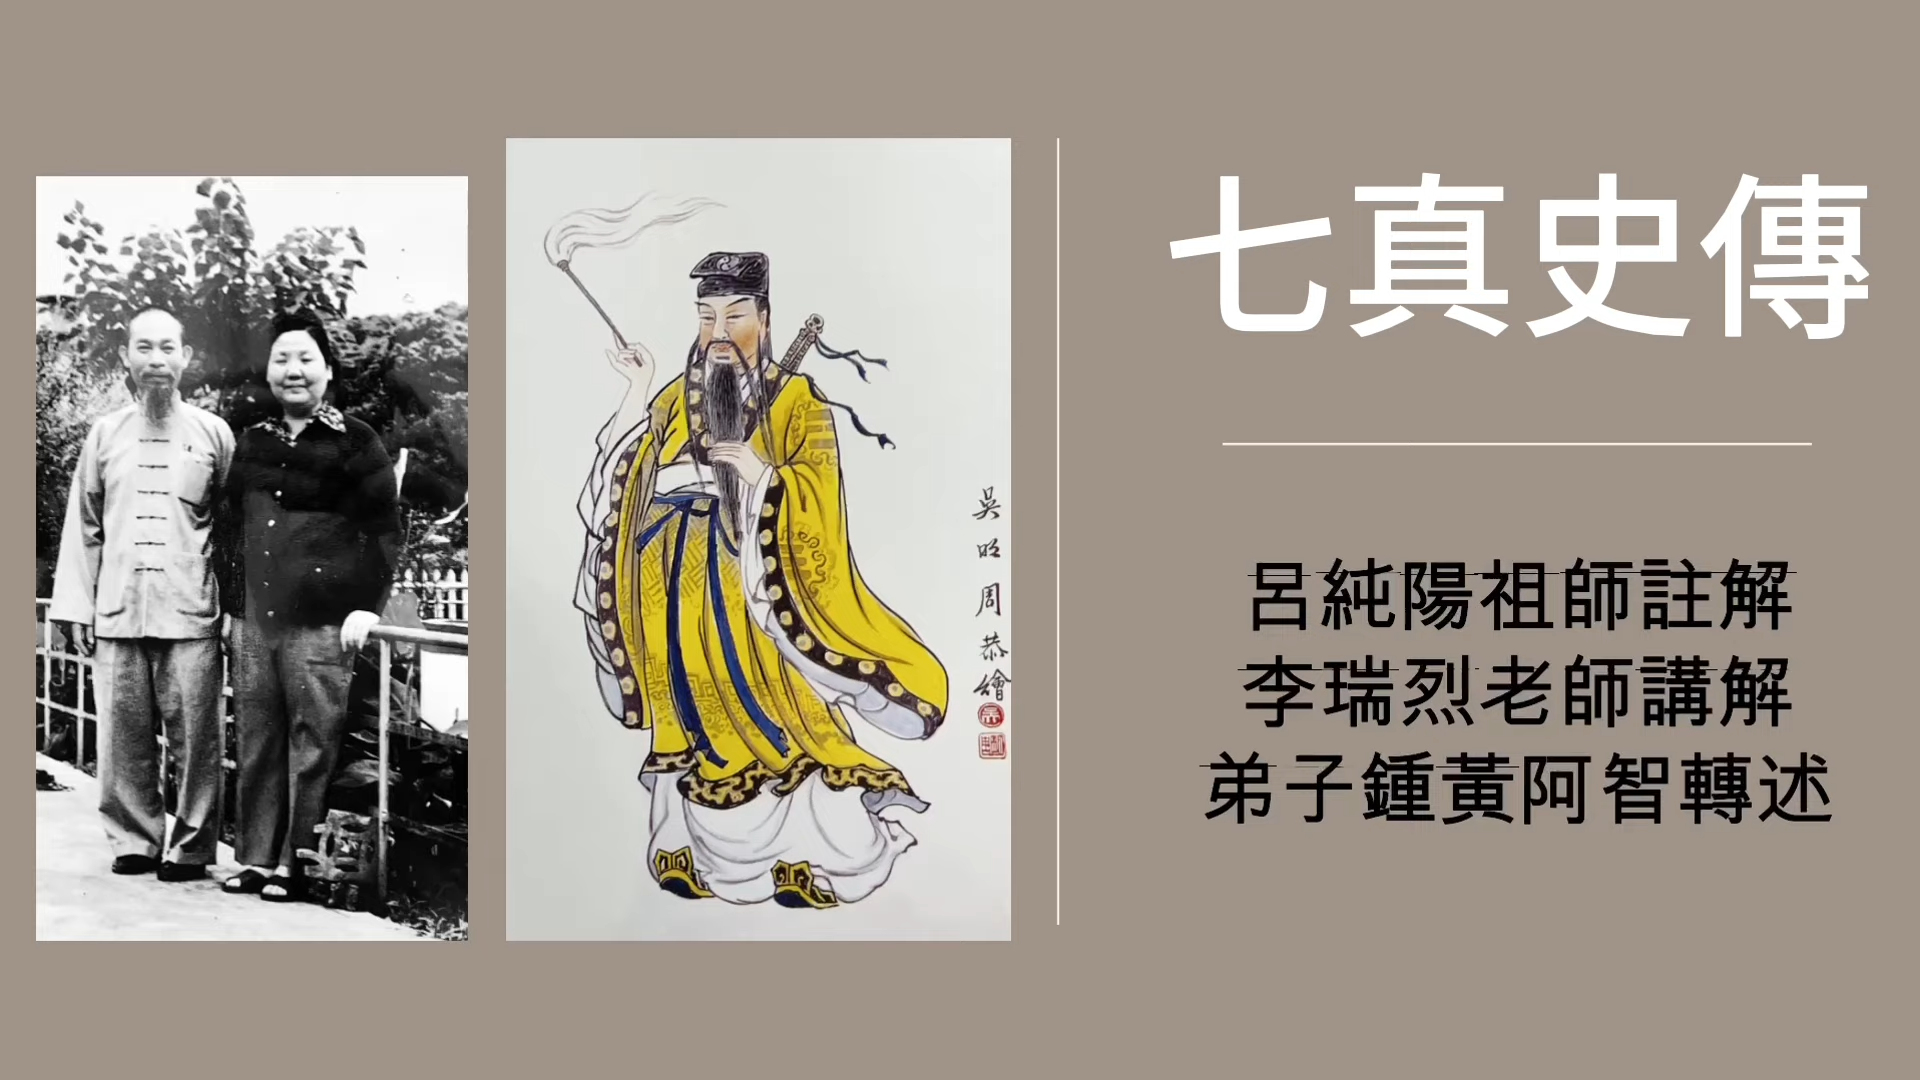 七真史傳
呂純陽祖師註解
李瑞烈老師講解
弟子鍾黃阿智轉述
吳昭周恭繪